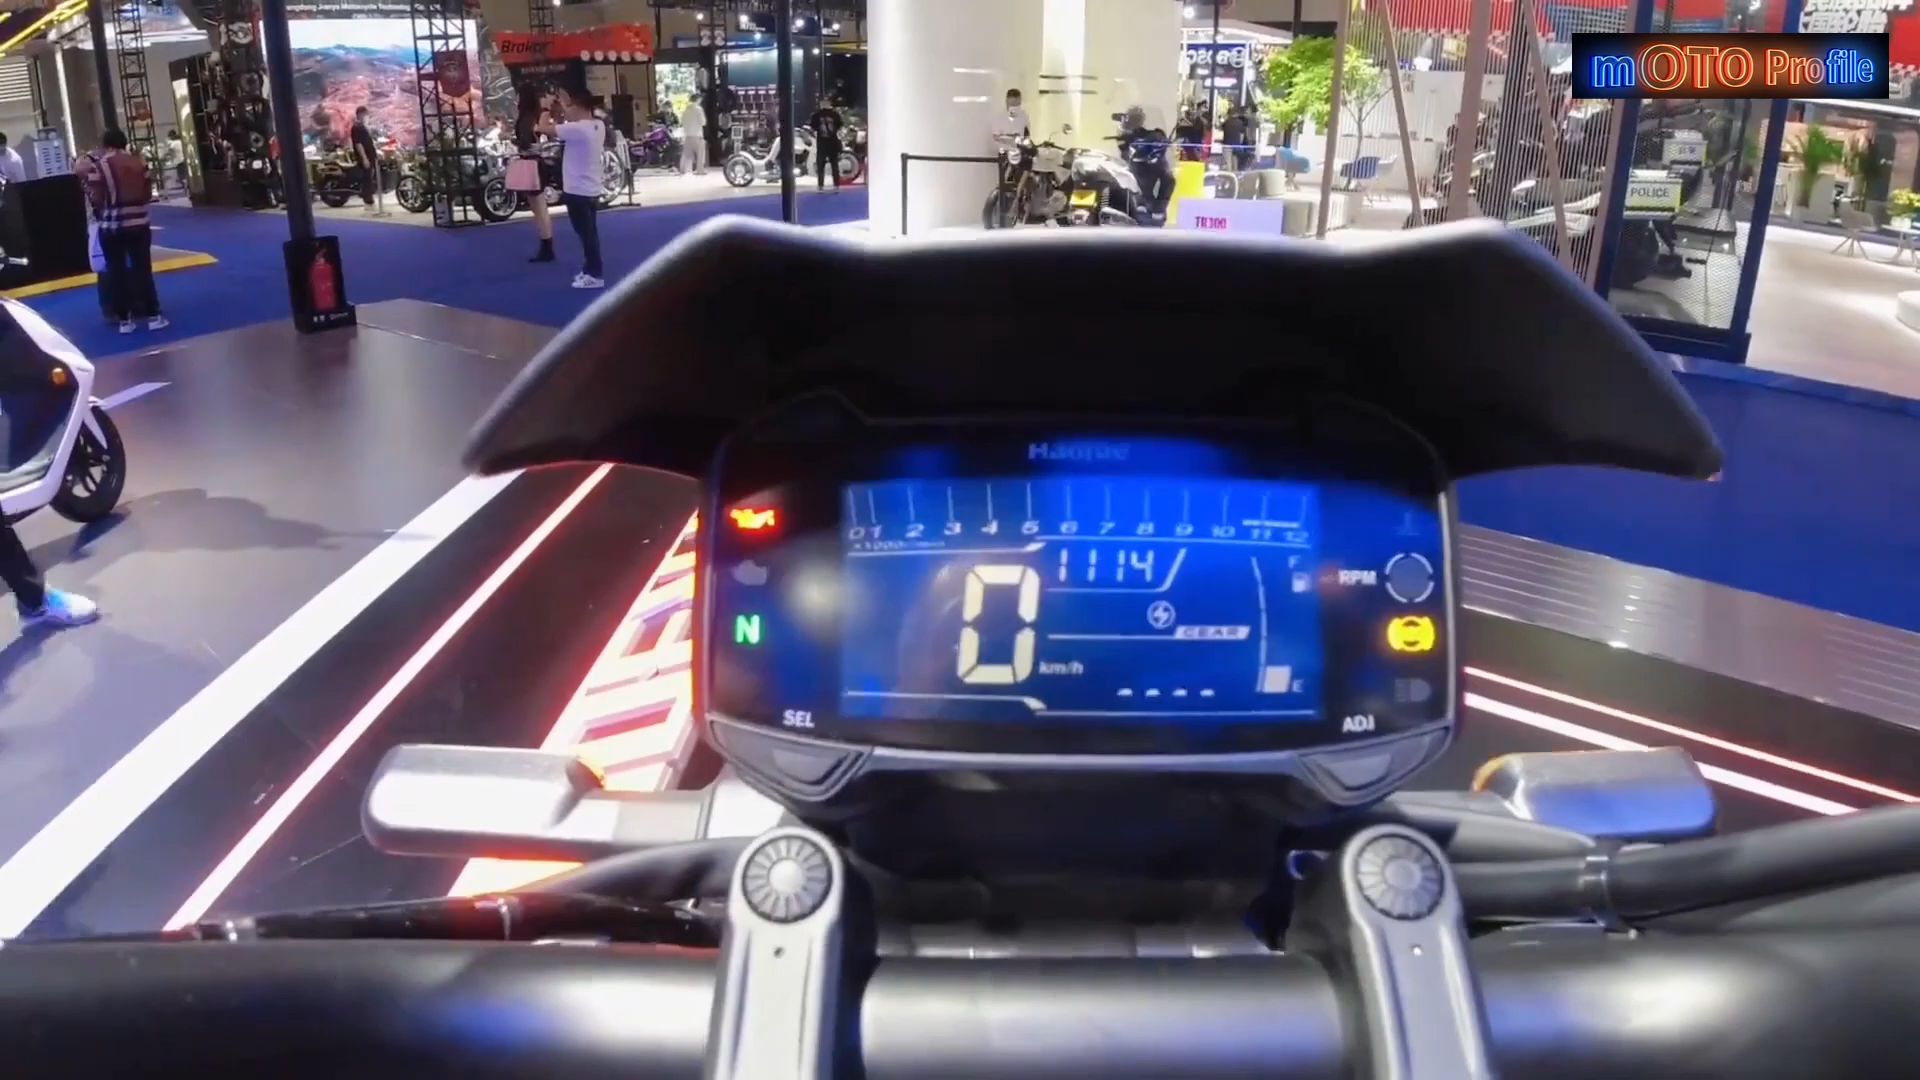 Broker
mOTO Profile
POLICE
TR300
Haojue
01 2 3 4 5 6 7 8 9 10 11 12
1114
F
RPM
N
0
GEAR
km/h
E
SEL
ADJ